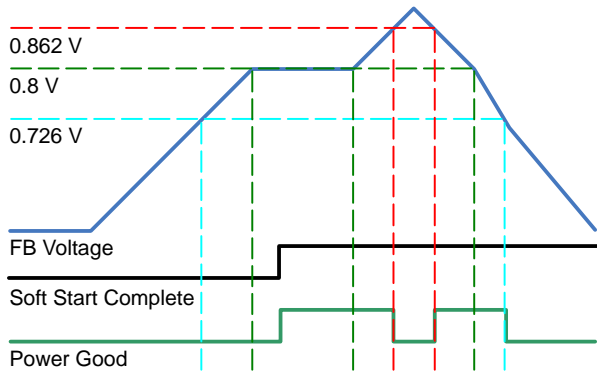 0.862 V
0.8 V
0.726 V
FB Voltage
Soft Start Complete
Power Good